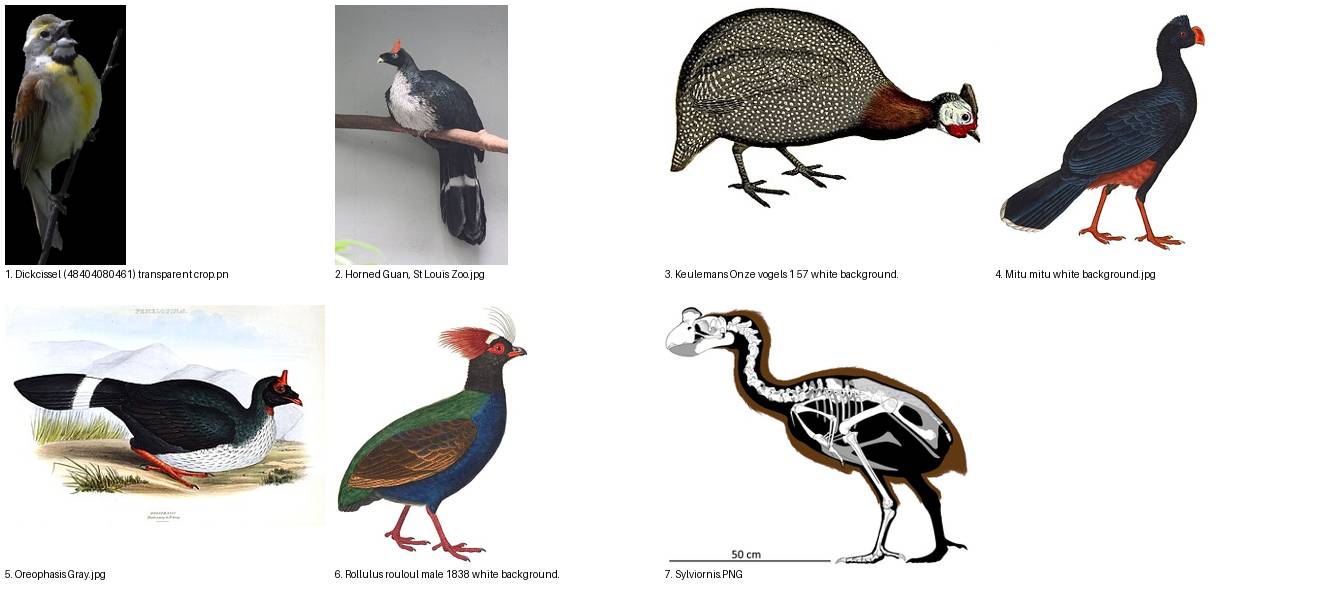 1. Dickcissel (48404080461) transparent crop.pn
2. Horned Guan, St Louis Zoo.jpg
3. Keulemans Onze vogels 1 57 white background.
4. Mitu mitu white background.jpg
PENELOPINÆ.
50 cm
5. Oreophasis Gray.jpg
6. Rollulus rouloul male 1838 white background.
7. Sylviornis.PNG